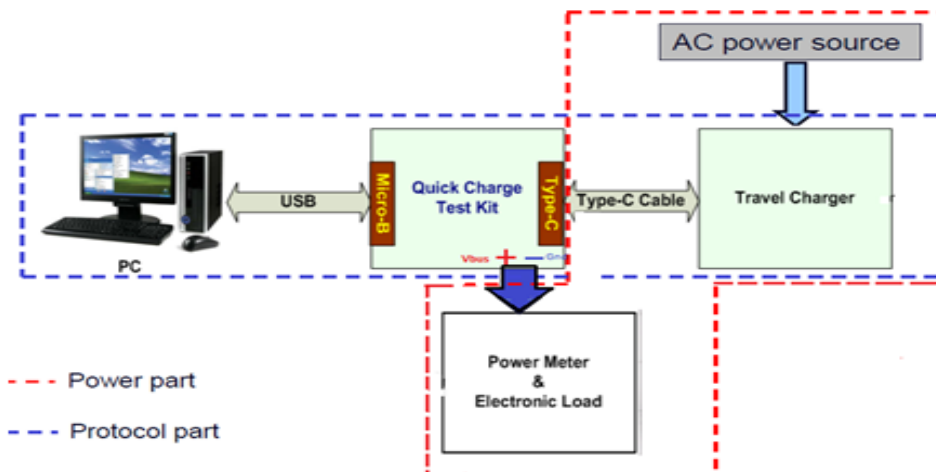 AC power source
Micro-B
Quick Charge
Test Kit
Type-C
USB
Type-C Cable
Travel Charger
PC
Vbus
Power Meter
&
Electronic Load
Power part
Protocol part